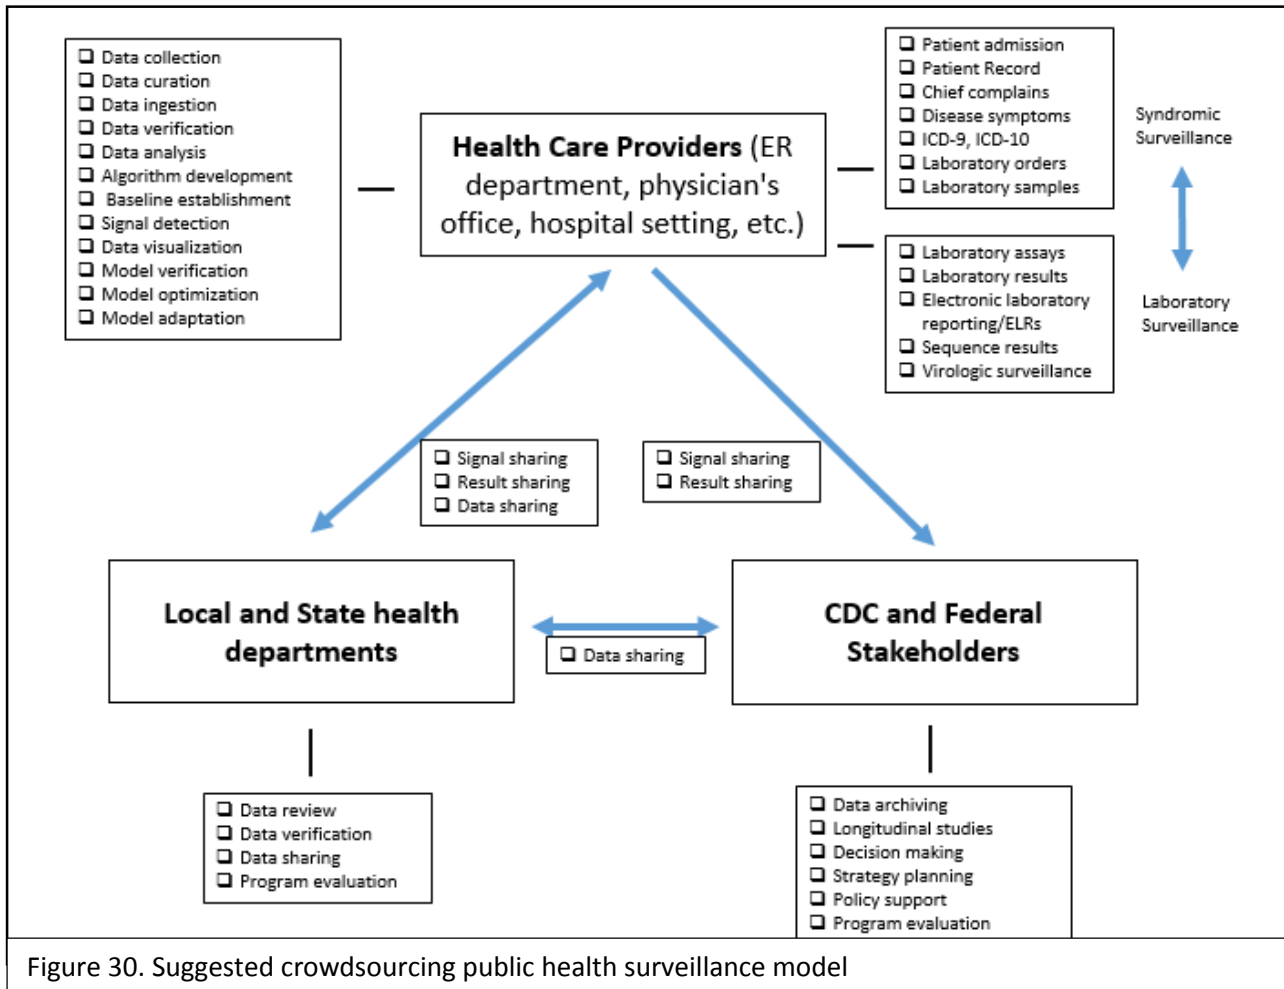 Data collection
Data curation
Data ingestion
Data verification
Data analysis
Algorithm development
Baseline establishment
Signal detection
Data visualization
Model verification
Model optimization
Model adaptation
Health Care Providers (ER
department, physician's
office, hospital setting, etc.)
Patient admission
Patient Record
Chief complains
Disease symptoms
ICD-9, ICD-10
Laboratory orders
Laboratory samples
Syndromic
Surveillance
Laboratory assays
Laboratory results
Electronic laboratory
reporting/ELRs
Sequence results
Virologic surveillance
Laboratory
Surveillance
Signal sharing
Result sharing
Data sharing
Signal sharing
Result sharing
Local and State health
departments
Data sharing
CDC and Federal
Stakeholders
Data review
Data verification
Data sharing
Program evaluation
Data archiving
Longitudinal studies
Decision making
Strategy planning
Policy support
Program evaluation
Figure 30. Suggested crowdsourcing public health surveillance model